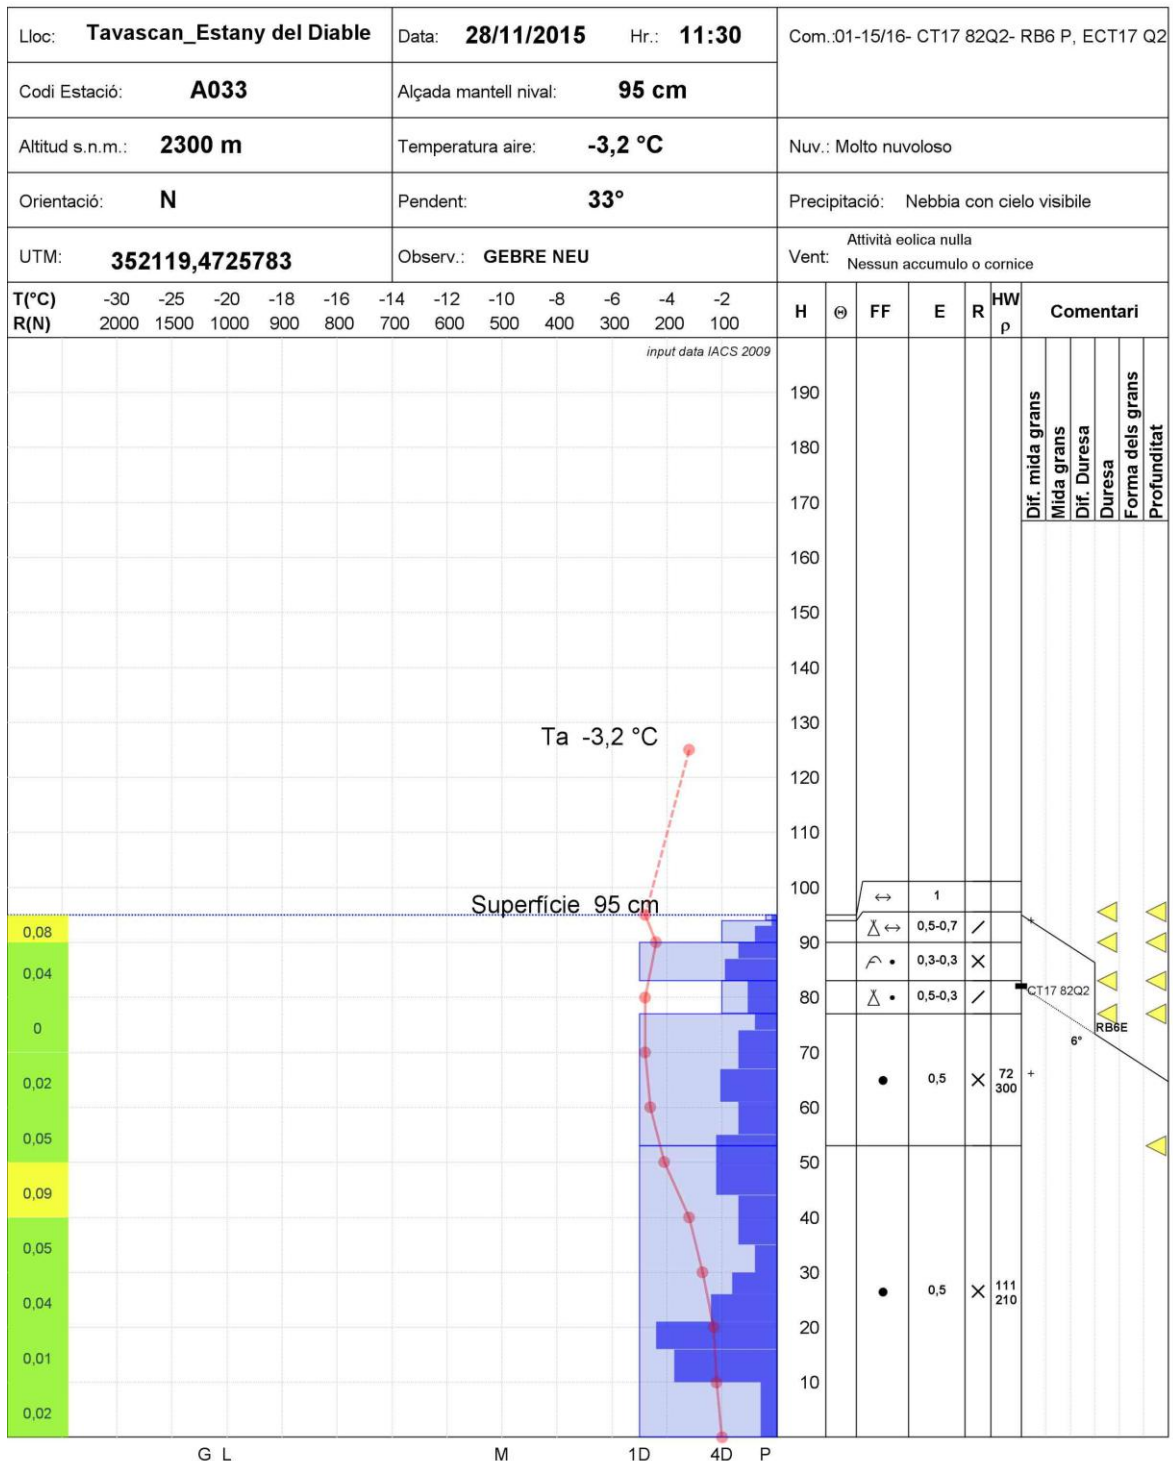 Lloc: Tavascan_Estany del Diable Data: 28/11/2015 Hr.: 11:30 Com.:01-15/16- CT17 82Q2- RB6 P, ECT17 Q2
Codi Estació: A033 Alçada mantell nival: 95 cm
Altitud s.n.m.: 2300 m Temperatura aire: -3,2 °C Nuv.: Molto nuvoloso
Orientació: N Pendent: 33° Precipitació: Nebbia con cielo visibile
UTM: 352119,4725783 Observ.: GEBRE NEU Vent: Attività eolica nulla
Nessun accumulo o cornice
T(°C) -30 -25 -20 -18 -16 -14 -12 -10 -8 -6 -4 -2 H Θ FF E R HW ρ Comentari
R(N) 2000 1500 1000 900 800 700 600 500 400 300 200 100
input data IACS 2009
Dif. mida grans
Mida grans
Dif. Duresa
Duresa
Forma dels grans
Profunditat
190
180
170
160
150
140
130
Ta -3,2 °C
120
110
100
Superfície 95 cm
1
0,08 0,5-0,7
90
0,04 0,3-0,3
80 0,5-0,3 CT17 82Q2
0 RB6E
6°
70
0,02 0,5 72
300
60
0,05
50
0,09
40
0,05
30
0,04 0,5 111
210
20
0,01
10
0,02
G L M 1D 4D P